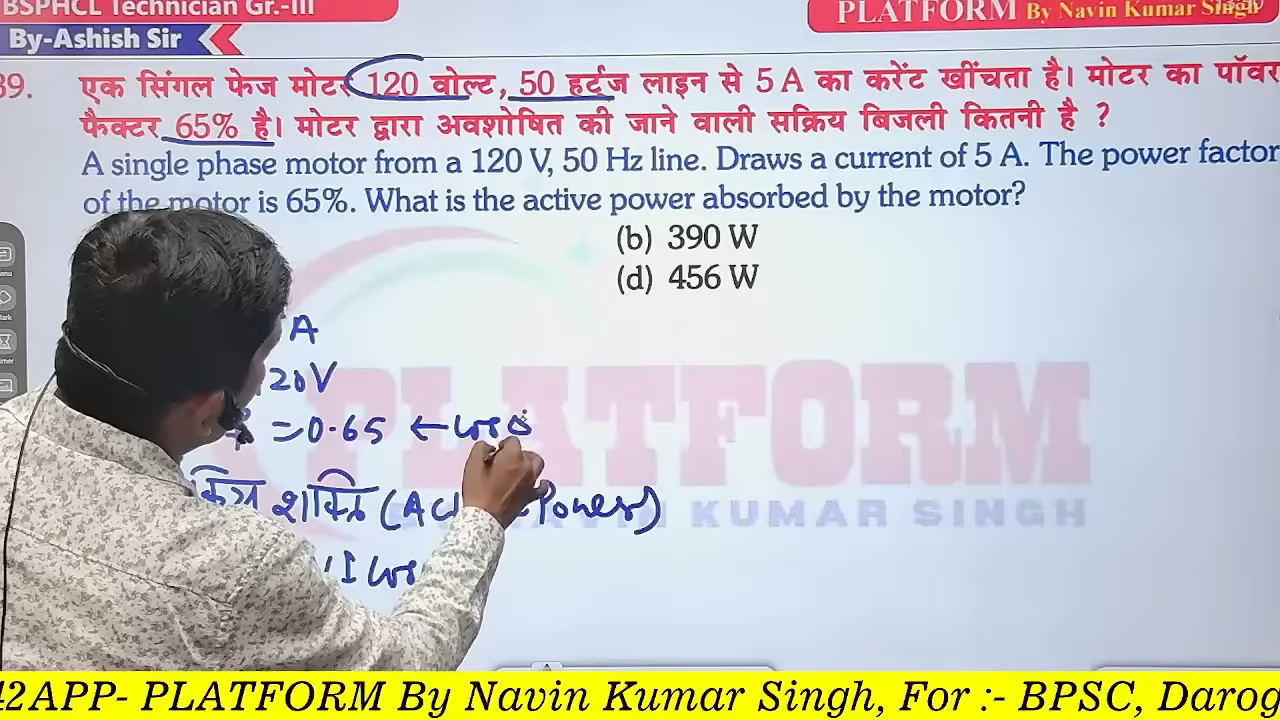 BSPHCL Technician Gr.-III
PLATFORM By Navin Kumar Singh
By-Ashish Sir
39. एक सिंगल फेज मोटर 120 वोल्ट, 50 हर्ट्ज लाइन से 5 A का करेंट खींचता है। मोटर का पॉवर
फैक्टर 65% है। मोटर द्वारा अवशोषित की जाने वाली सक्रिय बिजली कितनी है ?
A single phase motor from a 120 V, 50 Hz line. Draws a current of 5 A. The power factor
of the motor is 65%. What is the active power absorbed by the motor?
(b) 390 W
(d) 456 W
A
20V
=0.65 ←cos
शक्ति (Power)
I cos
PLATFORM
KUMAR SINGH
42APP- PLATFORM By Navin Kumar Singh, For :- BPSC, Darog